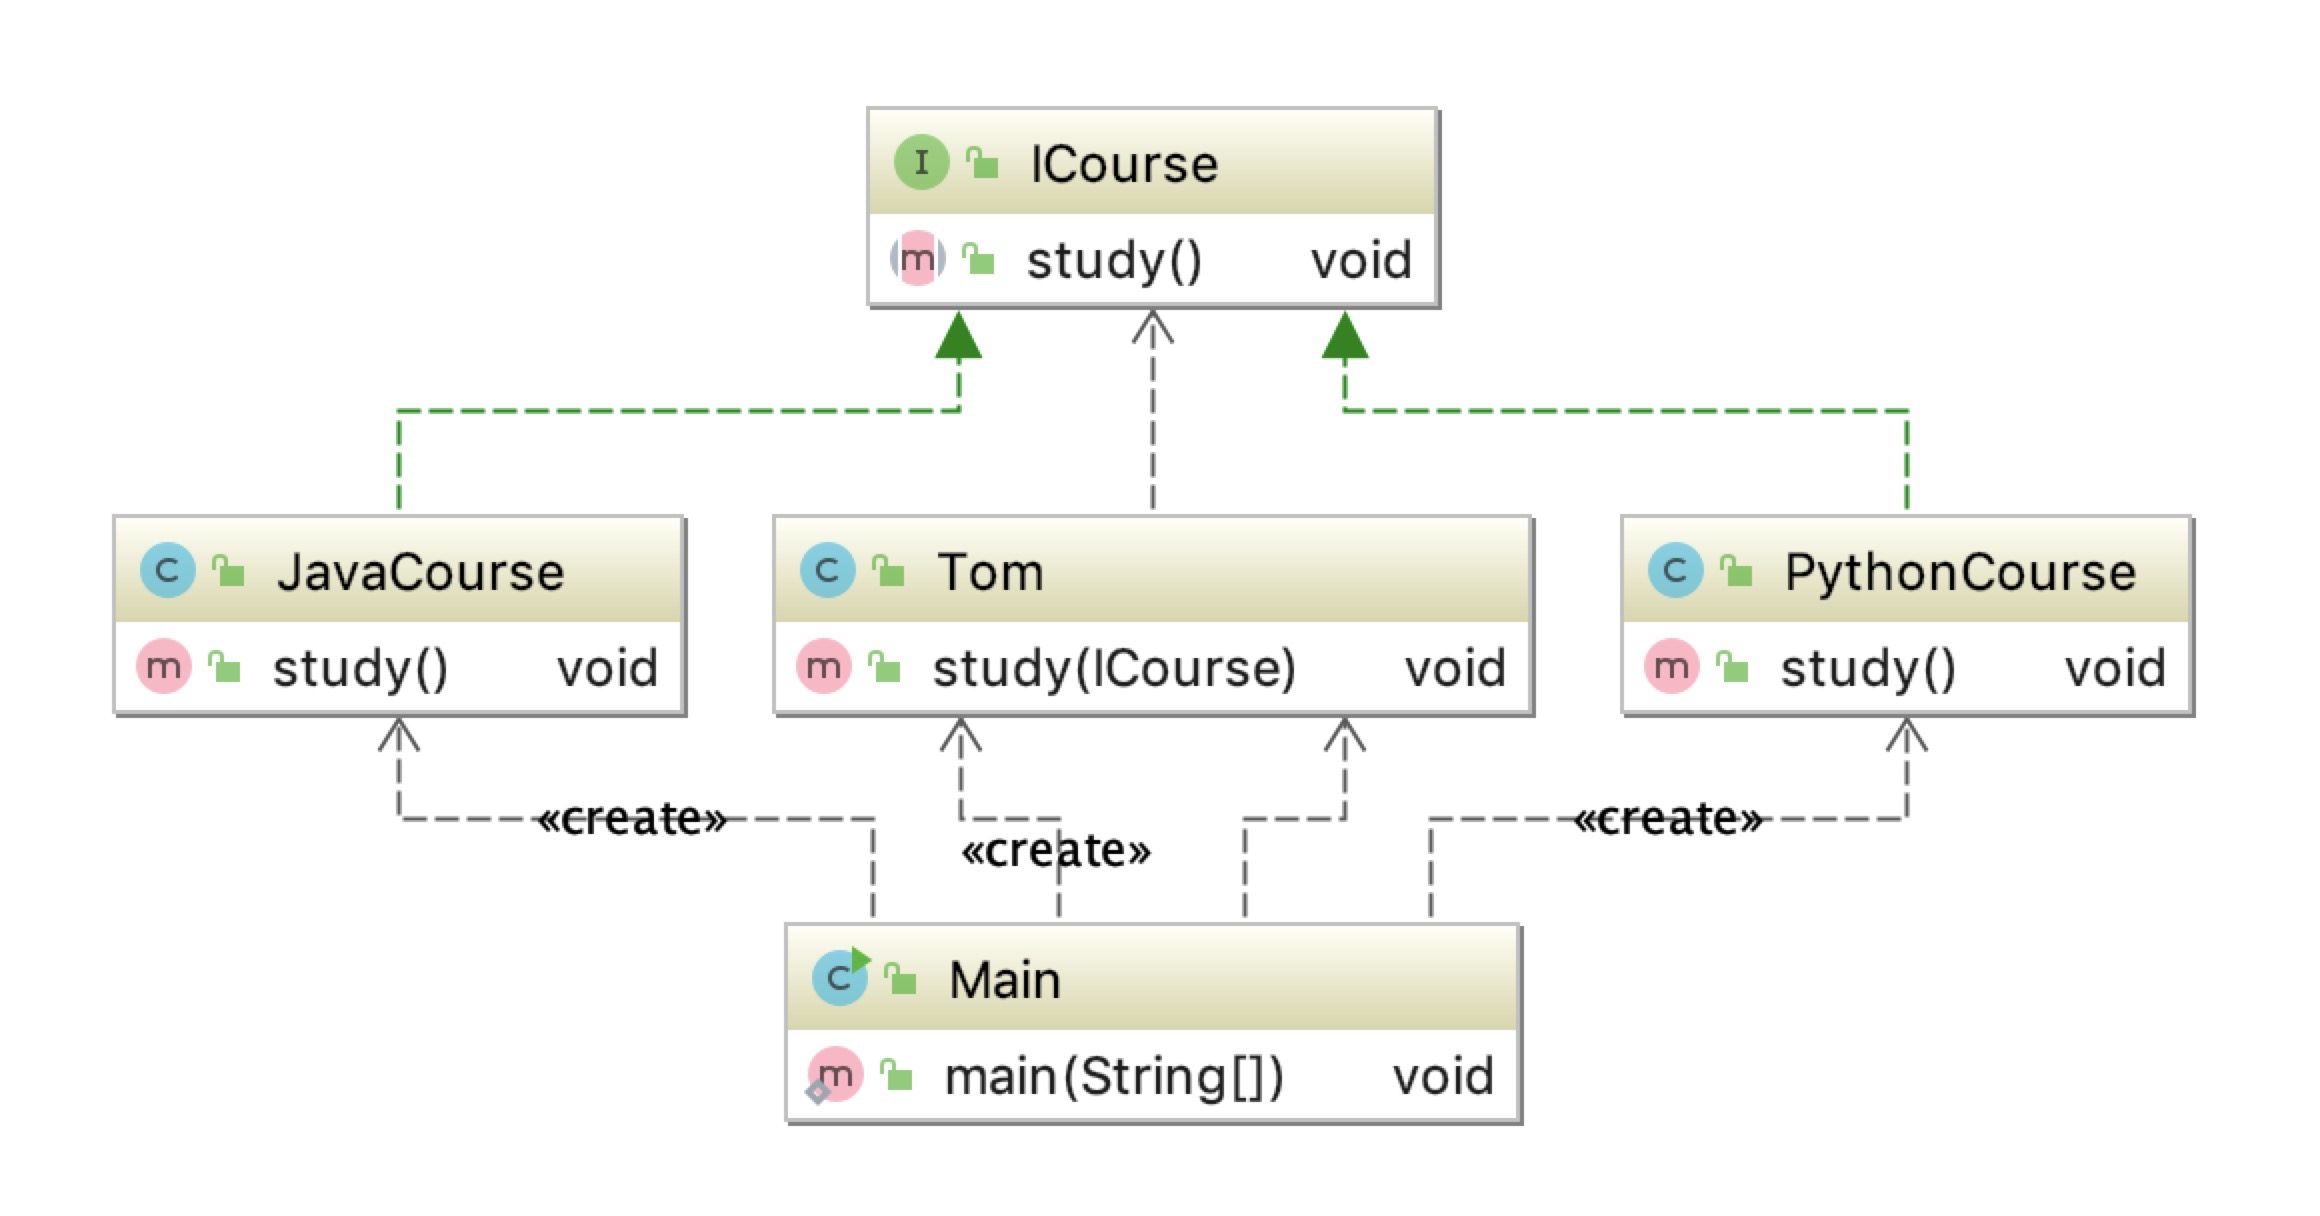 I ICourse
m study() void
C JavaCourse
m study() void
C Tom
m study(ICourse) void
C PythonCourse
m study() void
«create»
«create»
«create»
C Main
m main(String[]) void